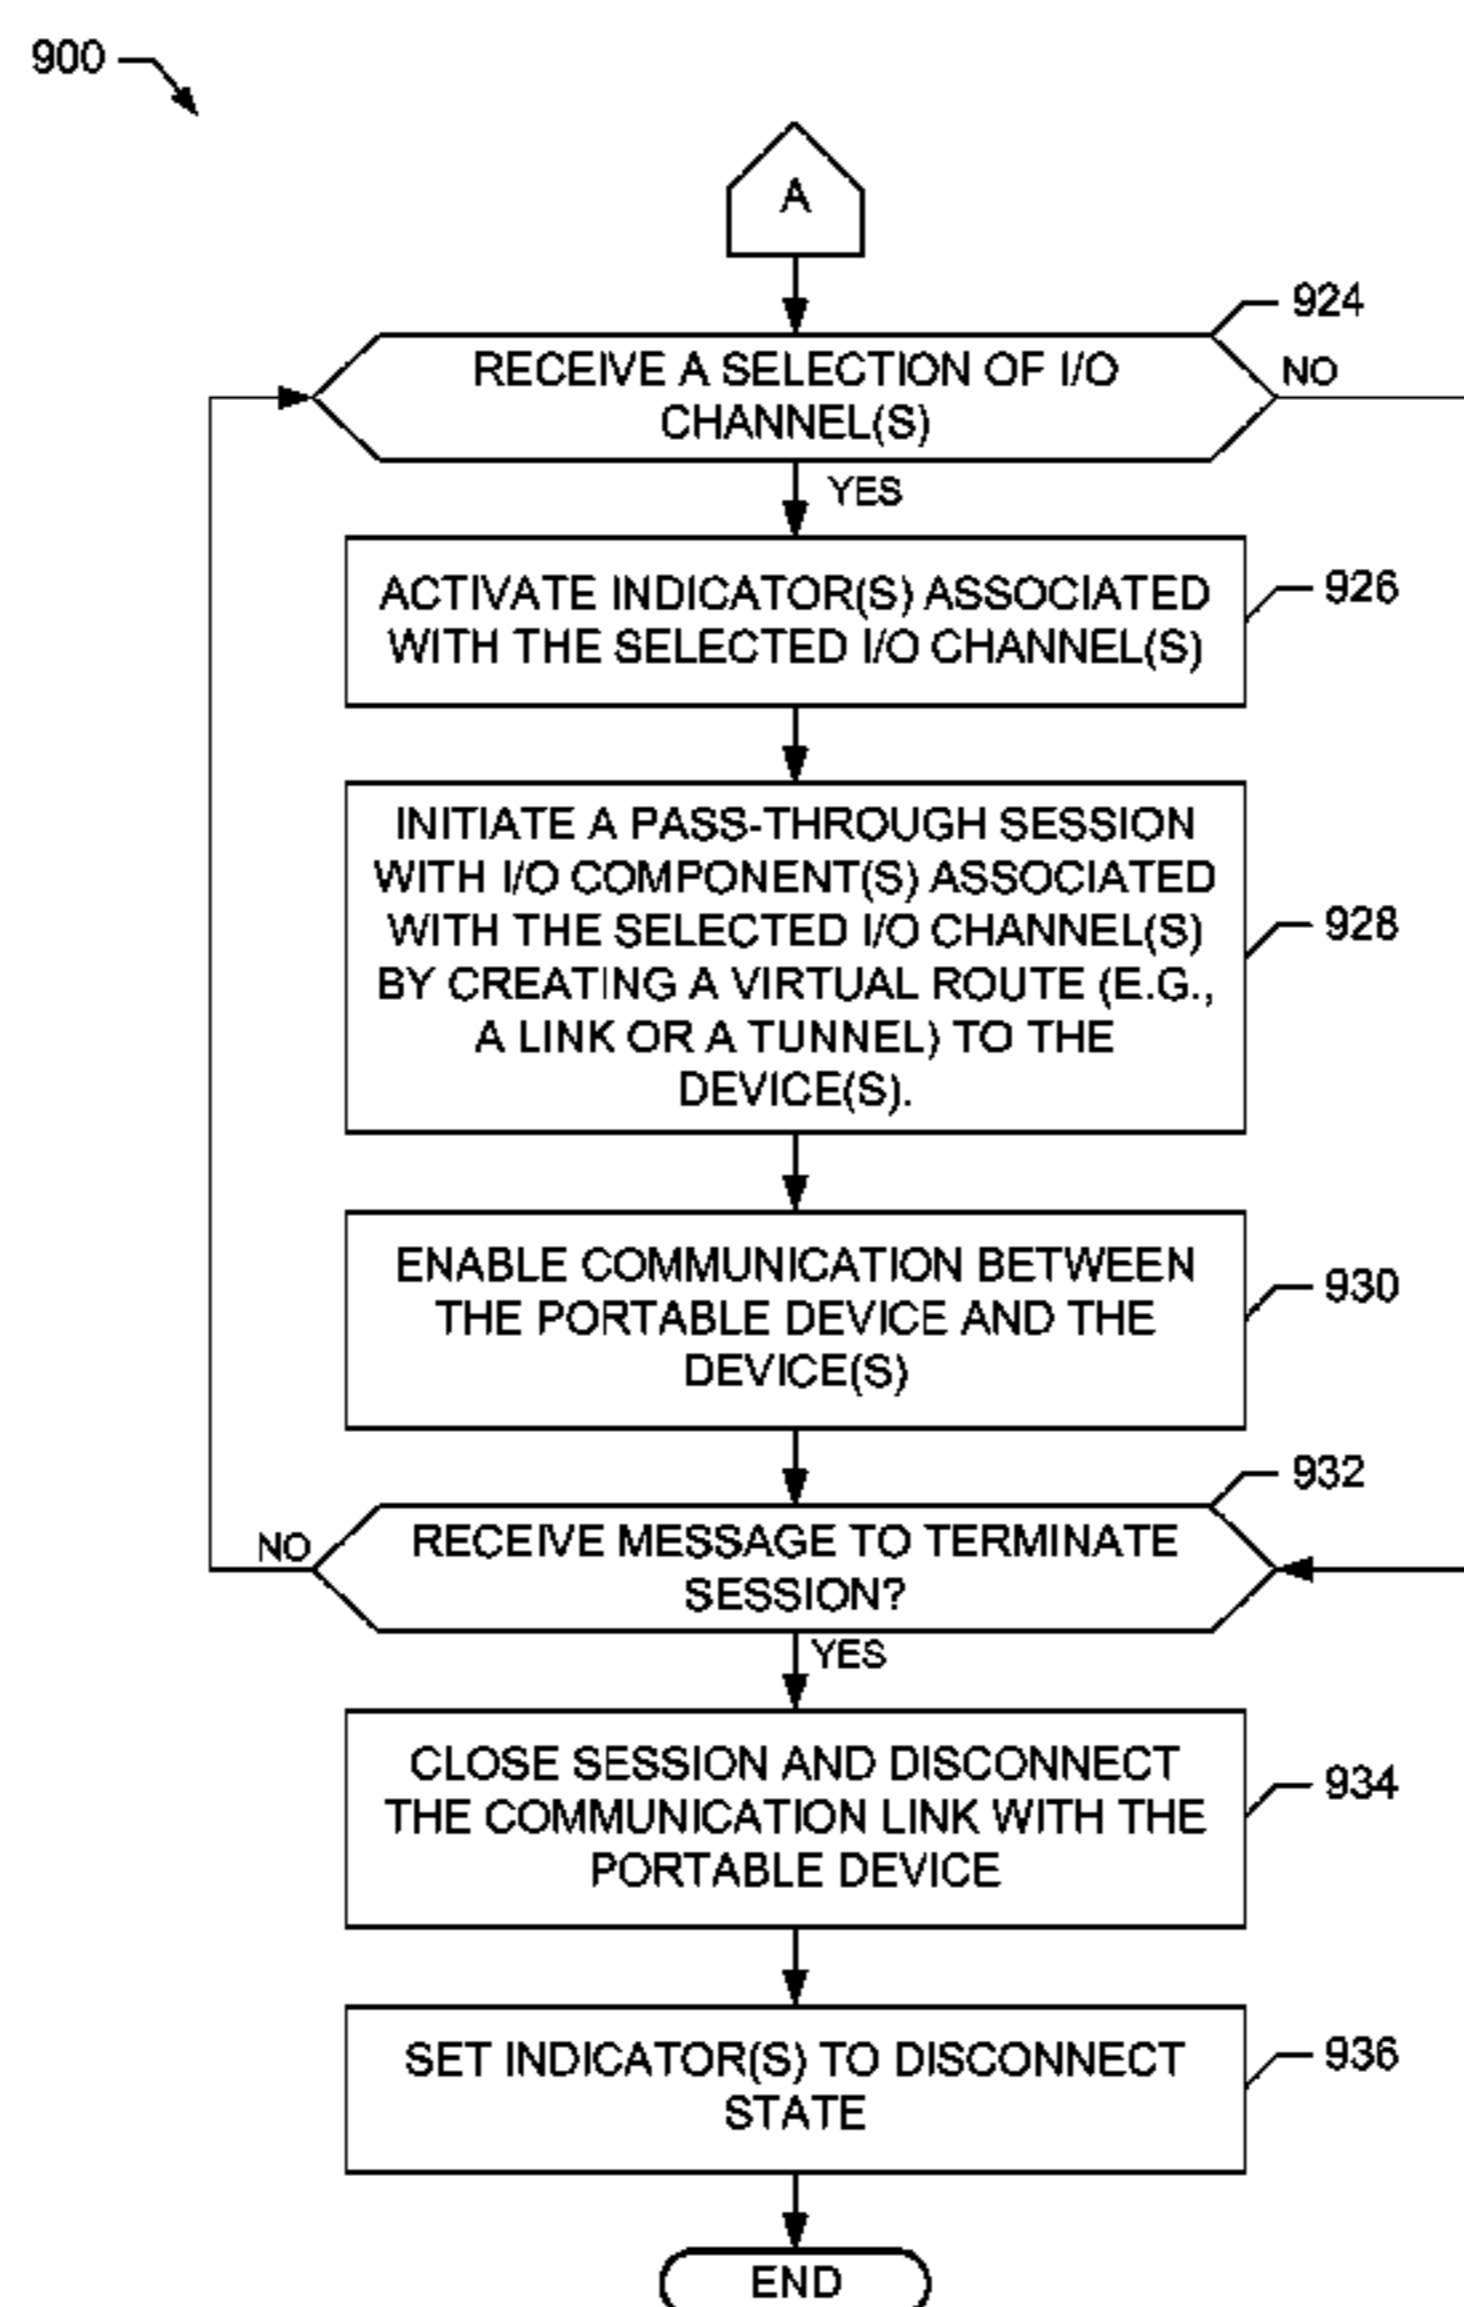 900
A
924
RECEIVE A SELECTION OF I/O
CHANNEL(S)
NO
YES
ACTIVATE INDICATOR(S) ASSOCIATED
WITH THE SELECTED I/O CHANNEL(S)
926
INITIATE A PASS-THROUGH SESSION
WITH I/O COMPONENT(S) ASSOCIATED
WITH THE SELECTED I/O CHANNEL(S)
BY CREATING A VIRTUAL ROUTE (E.G.,
A LINK OR A TUNNEL) TO THE
DEVICE(S).
928
ENABLE COMMUNICATION BETWEEN
THE PORTABLE DEVICE AND THE
DEVICE(S)
930
932
NO
RECEIVE MESSAGE TO TERMINATE
SESSION?
YES
CLOSE SESSION AND DISCONNECT
THE COMMUNICATION LINK WITH THE
PORTABLE DEVICE
934
SET INDICATOR(S) TO DISCONNECT
STATE
936
END